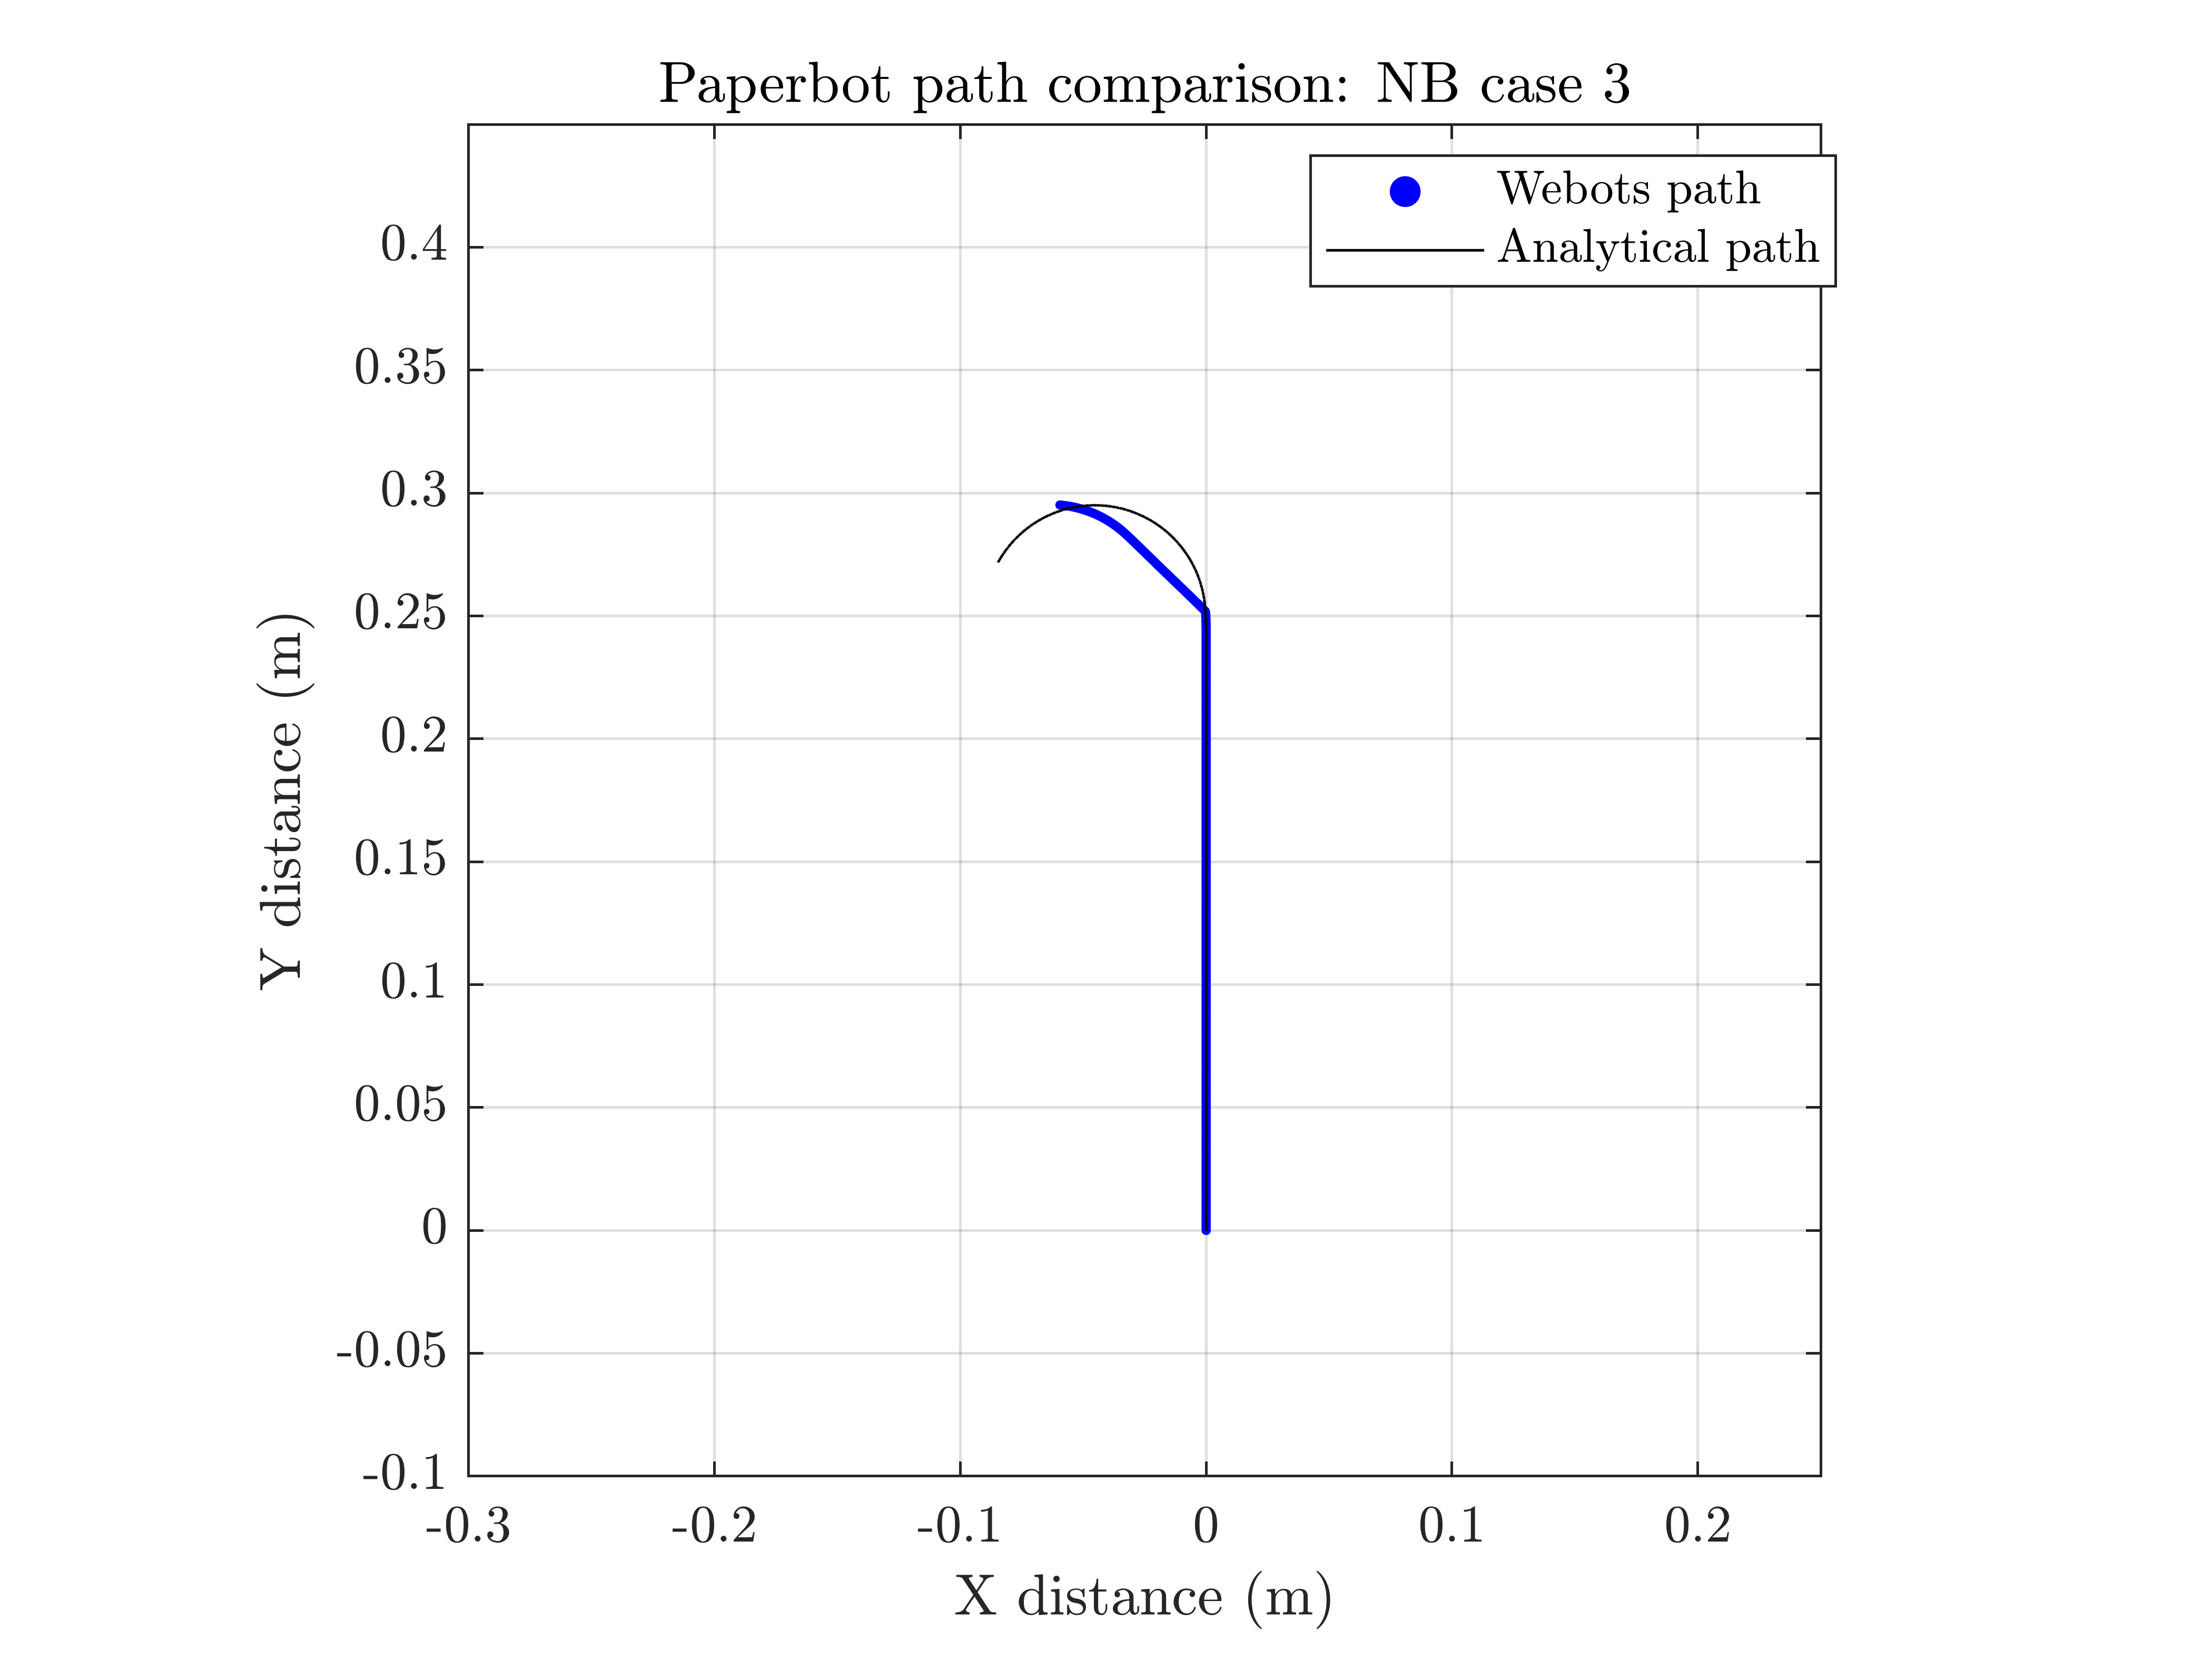 Paperbot path comparison: NB case 3
Webots path
Analytical path
0.4
0.35
0.3
0.25
0.2
0.15
0.1
0.05
0
-0.05
-0.1
Y distance (m)
-0.3 -0.2 -0.1 0 0.1 0.2
X distance (m)